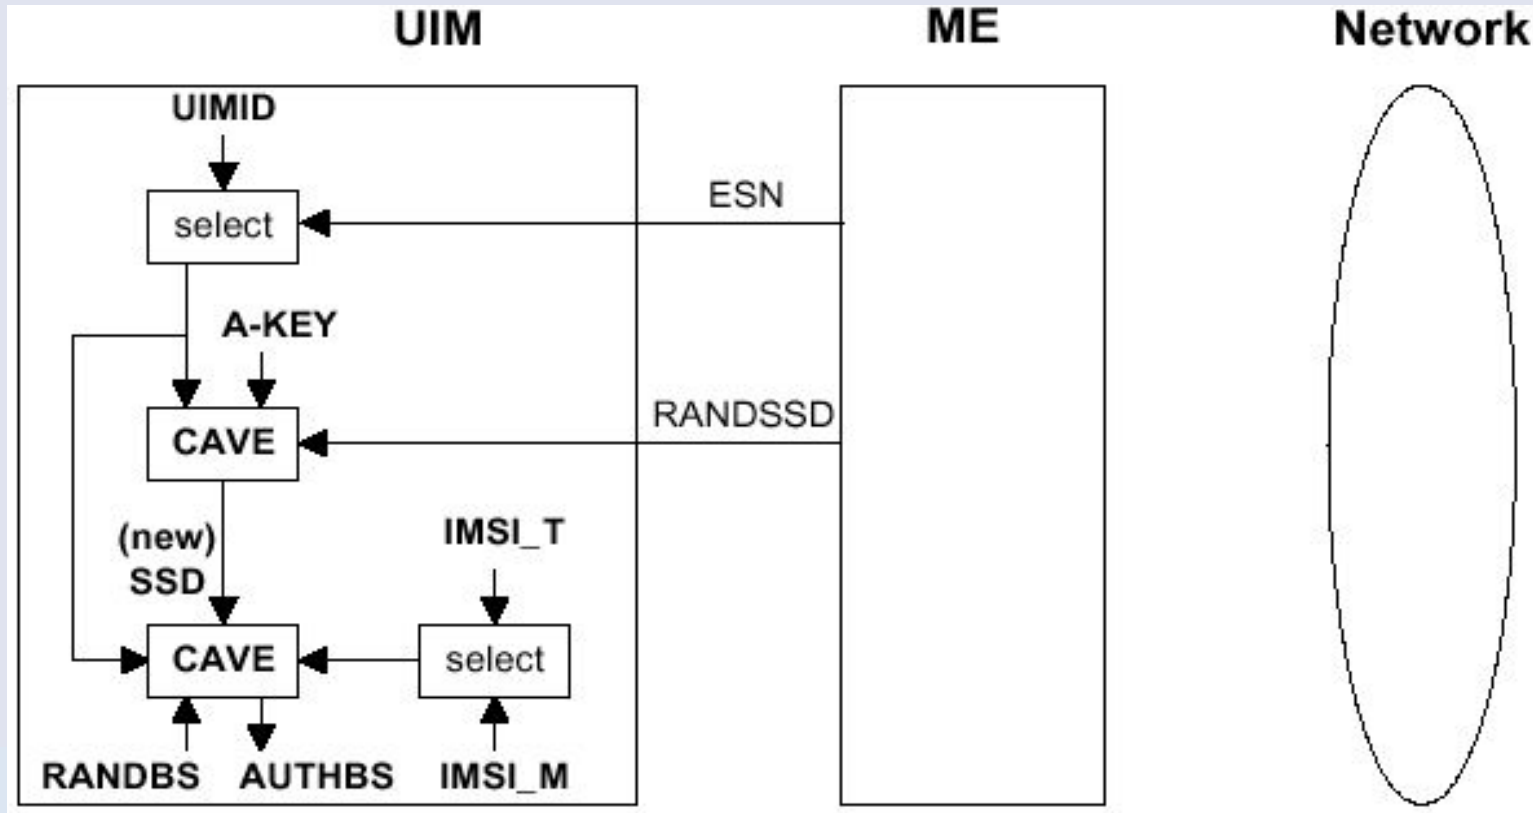 UIM
ME
Network
UIMID
select
ESN
A-KEY
CAVE
RANDSSD
(new)
SSD
IMSI_T
CAVE
select
RANDBS
AUTHBS
IMSI_M